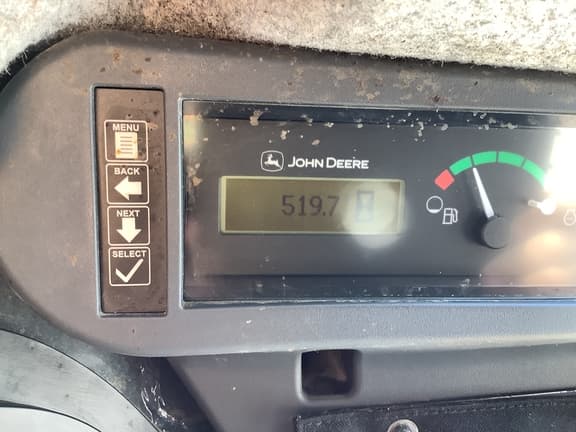 MENU
BACK
NEXT
SELECT
JOHN DEERE
519.7